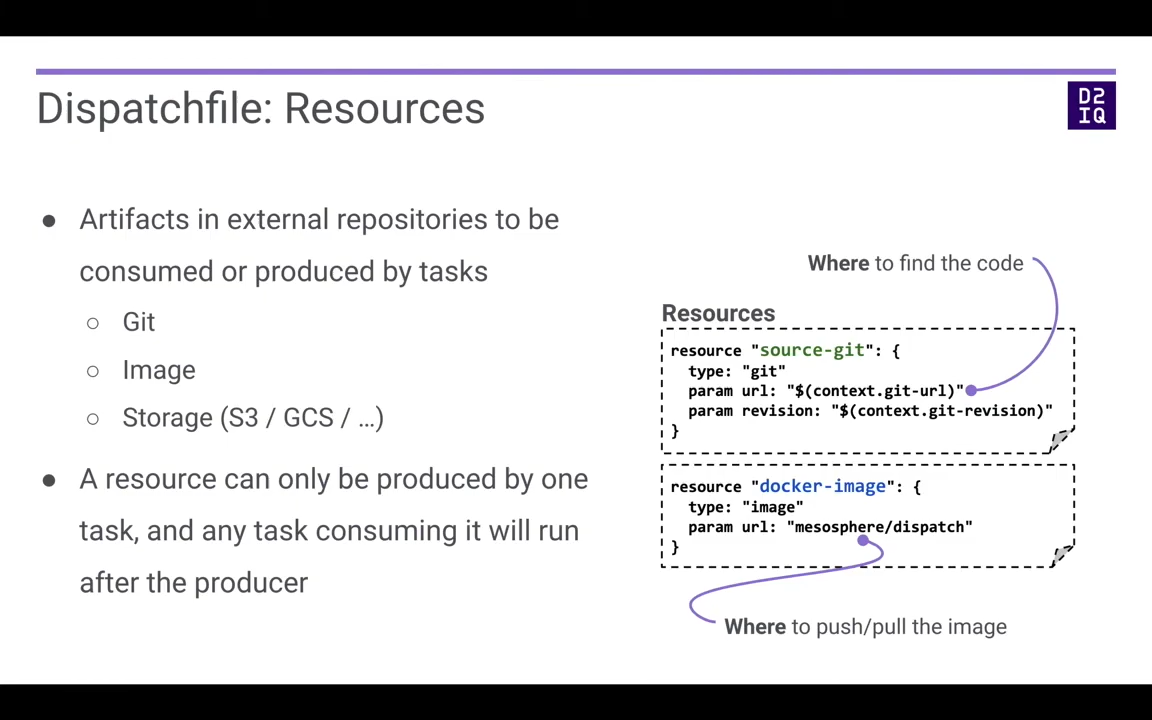 Dispatchfile: Resources
D2
IQ
● Artifacts in external repositories to be
consumed or produced by tasks
○ Git
○ Image
○ Storage (S3 / GCS / …)
● A resource can only be produced by one
task, and any task consuming it will run
after the producer
Where to find the code
Resources
resource "source-git": {
  type: "git"
  param url: "$(context.git-url)"
  param revision: "$(context.git-revision)"
}
resource "docker-image": {
  type: "image"
  param url: "mesosphere/dispatch"
}
Where to push/pull the image